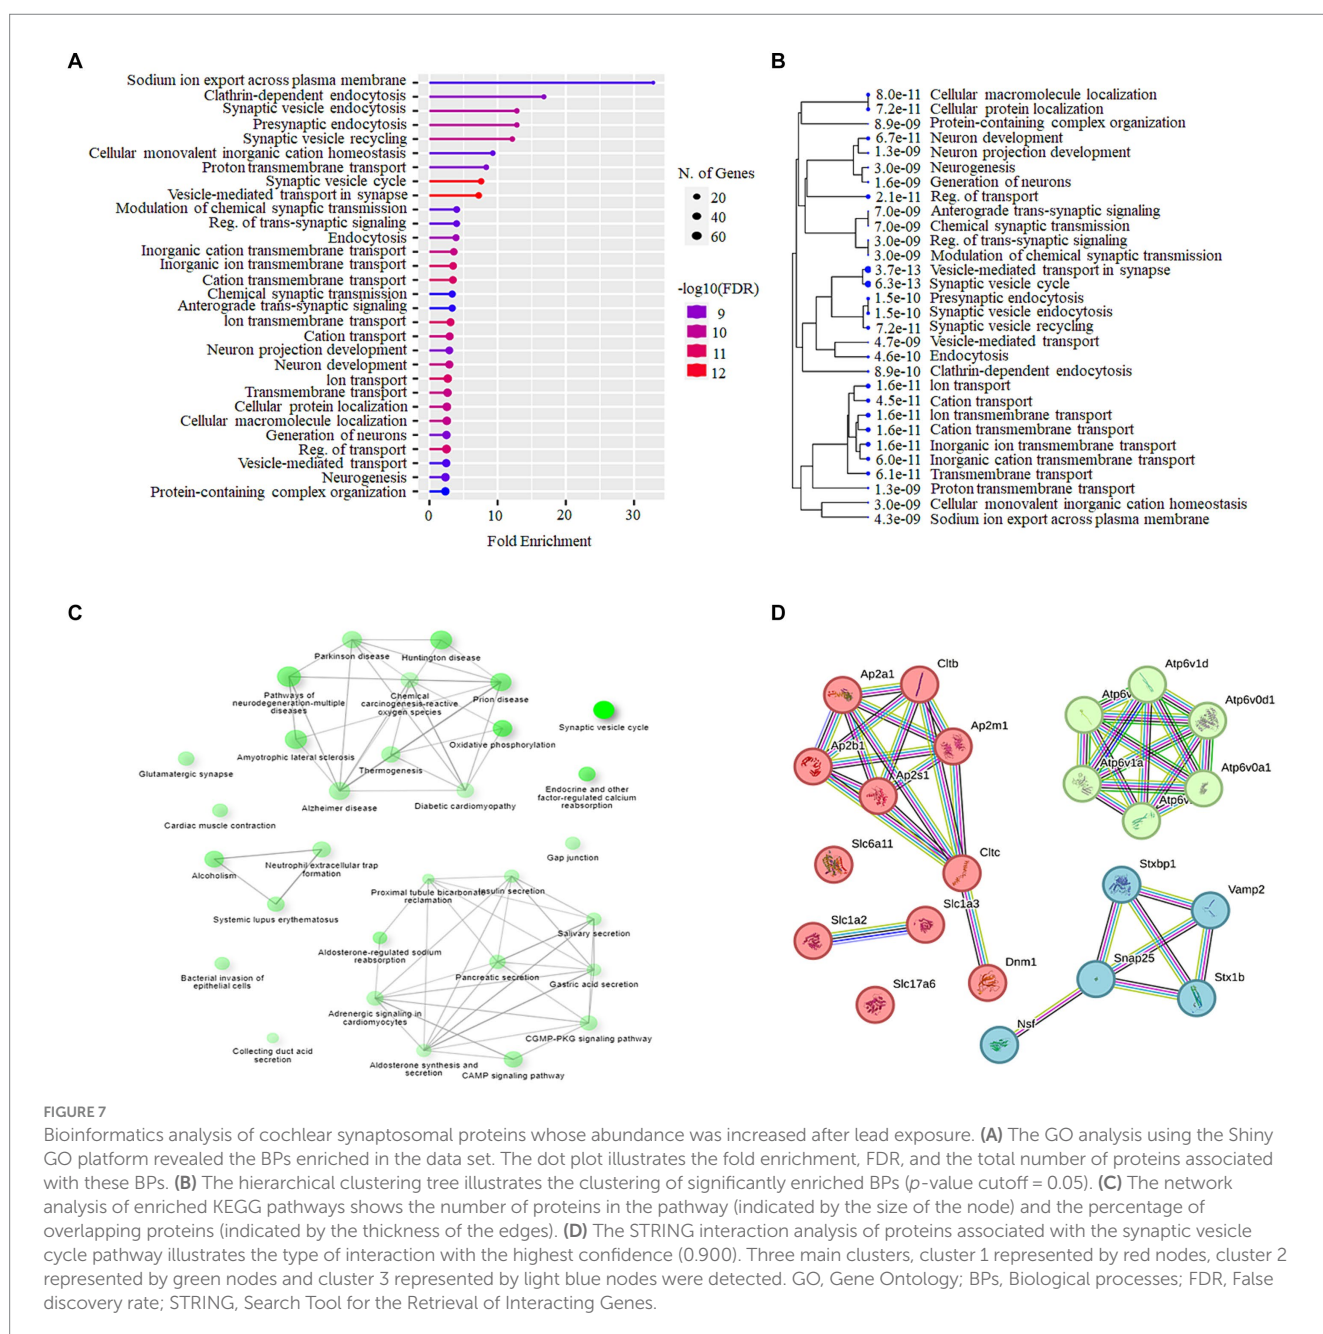 A
Sodium ion export across plasma membrane
Clathrin-dependent endocytosis
Synaptic vesicle endocytosis
Presynaptic endocytosis
Synaptic vesicle recycling
Cellular monovalent inorganic cation homeostasis
Proton transmembrane transport
Synaptic vesicle cycle
Vesicle-mediated transport in synapse
Modulation of chemical synaptic transmission
Reg. of trans-synaptic signaling
Endocytosis
Inorganic cation transmembrane transport
Inorganic ion transmembrane transport
Cation transmembrane transport
Chemical synaptic transmission
Anterograde trans-synaptic signaling
Ion transmembrane transport
Cation transport
Neuron projection development
Neuron development
Ion transport
Transmembrane transport
Cellular protein localization
Cellular macromolecule localization
Generation of neurons
Reg. of transport
Vesicle-mediated transport
Neurogenesis
Protein-containing complex organization
0 10 20 30
Fold Enrichment
N. of Genes
20
40
60
-log10(FDR)
9
10
11
12
B
8.0e-11 Cellular macromolecule localization
7.2e-11 Cellular protein localization
8.9e-09 Protein-containing complex organization
6.7e-11 Neuron development
1.3e-09 Neuron projection development
3.0e-09 Neurogenesis
1.6e-09 Generation of neurons
2.1e-11 Reg. of transport
7.0e-09 Anterograde trans-synaptic signaling
7.0e-09 Chemical synaptic transmission
3.0e-09 Reg. of trans-synaptic signaling
3.0e-09 Modulation of chemical synaptic transmission
3.7e-13 Vesicle-mediated transport in synapse
6.3e-13 Synaptic vesicle cycle
1.5e-10 Presynaptic endocytosis
1.5e-10 Synaptic vesicle endocytosis
7.2e-11 Synaptic vesicle recycling
4.7e-09 Vesicle-mediated transport
4.6e-10 Endocytosis
8.9e-10 Clathrin-dependent endocytosis
1.6e-11 Ion transport
4.5e-11 Cation transport
1.6e-11 Ion transmembrane transport
1.6e-11 Cation transmembrane transport
1.6e-11 Inorganic ion transmembrane transport
6.0e-11 Inorganic cation transmembrane transport
6.1e-11 Transmembrane transport
1.3e-09 Proton transmembrane transport
3.0e-09 Cellular monovalent inorganic cation homeostasis
4.3e-09 Sodium ion export across plasma membrane
C
Parkinson disease
Huntington disease
Pathways of
neurodegeneration-multiple
diseases
Chemical
carcinogenesis-reactive
oxygen species
Prion disease
Synaptic vesicle cycle
Amyotrophic lateral sclerosis
Oxidative phosphorylation
Glutamatergic synapse
Thermogenesis
Alzheimer disease
Diabetic cardiomyopathy
Endocrine and other
factor-regulated calcium
reabsorption
Cardiac muscle contraction
Gap junction
Alcoholism
Neutrophil extracellular trap
formation
Systemic lupus erythematosus
Proximal tubule bicarbonate
reclamation
Insulin secretion
Salivary secretion
Aldosterone-regulated sodium
reabsorption
Pancreatic secretion
Gastric acid secretion
Bacterial invasion of
epithelial cells
Adrenergic signaling in
cardiomyocytes
CGMP-PKG signaling pathway
Collecting duct acid
secretion
Aldosterone synthesis and
secretion
CAMP signaling pathway
D
Ap2a1
Cltb
Ap2m1
Ap2b1
Ap2s1
Slc6a11
Cltc
Slc1a2
Slc1a3
Dnm1
Slc17a6
Atp6v1d
Atp6v
Atp6v0d1
Atp6v1a
Atp6v0a1
Atp6v
Stxbp1
Vamp2
Snap25
Stx1b
Nsf
FIGURE 7
Bioinformatics analysis of cochlear synaptosomal proteins whose abundance was increased after lead exposure. (A) The GO analysis using the Shiny
GO platform revealed the BPs enriched in the data set. The dot plot illustrates the fold enrichment, FDR, and the total number of proteins associated
with these BPs. (B) The hierarchical clustering tree illustrates the clustering of significantly enriched BPs (p-value cutoff = 0.05). (C) The network
analysis of enriched KEGG pathways shows the number of proteins in the pathway (indicated by the size of the node) and the percentage of
overlapping proteins (indicated by the thickness of the edges). (D) The STRING interaction analysis of proteins associated with the synaptic vesicle
cycle pathway illustrates the type of interaction with the highest confidence (0.900). Three main clusters, cluster 1 represented by red nodes, cluster 2
represented by green nodes and cluster 3 represented by light blue nodes were detected. GO, Gene Ontology; BPs, Biological processes; FDR, False
discovery rate; STRING, Search Tool for the Retrieval of Interacting Genes.